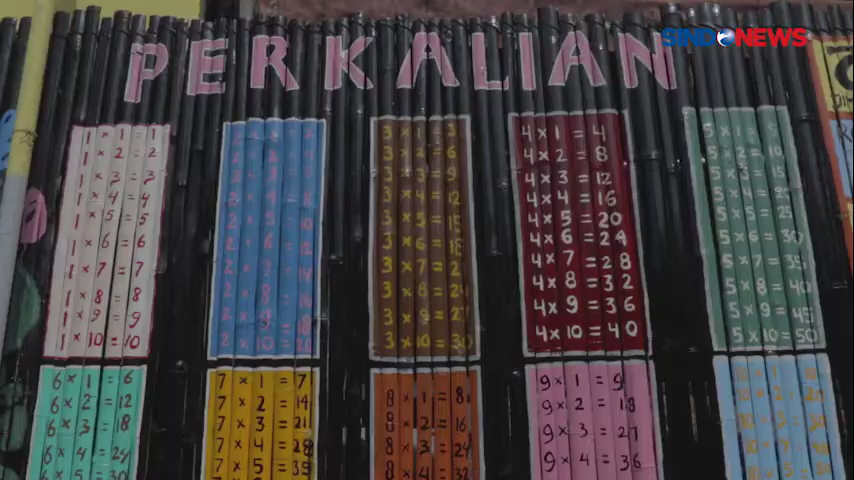 SINDONEWS
PERKALIAN
1 x 1 = 1
1 x 2 = 2
1 x 3 = 3
1 x 4 = 4
1 x 5 = 5
1 x 6 = 6
1 x 7 = 7
1 x 8 = 8
1 x 9 = 9
1 x 10 = 10
3 x 1 = 3
3 x 2 = 6
3 x 3 = 9
3 x 4 = 12
3 x 5 = 15
3 x 6 = 18
3 x 7 = 2
3 x 8 = 24
3 x 9 = 27
3 x 10 = 30
4 x 1 = 4
4 x 2 = 8
4 x 3 = 12
4 x 4 = 16
4 x 5 = 20
4 x 6 = 24
4 x 7 = 28
4 x 8 = 32
4 x 9 = 36
4 x 10 = 40
5 x 1 = 5
5 x 2 = 10
5 x 3 = 15
5 x 4 = 20
5 x 5 = 25
5 x 6 = 30
5 x 7 = 35
5 x 8 = 40
5 x 9 = 45
5 x 10 = 50
6 x 1 = 6
6 x 2 = 12
6 x 3 = 18
6 x 4 = 24
6 x 5 = 30
7 x 1 = 7
7 x 2 = 14
7 x 3 = 21
7 x 4 = 28
7 x 5 = 35
8 x 1 = 8
8 x 2 = 16
8 x 3 = 24
8 x 4 = 32
9 x 1 = 9
9 x 2 = 18
9 x 3 = 27
9 x 4 = 36